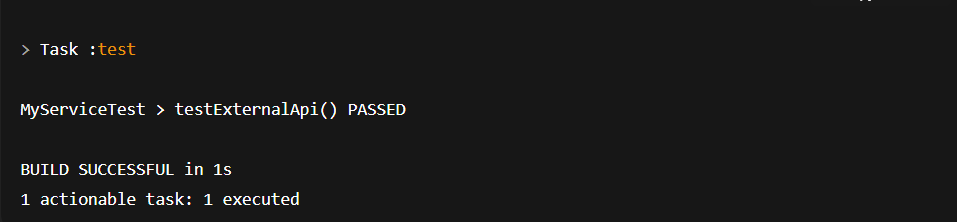 > Task :test
MyServiceTest > testExternalApi() PASSED
BUILD SUCCESSFUL in 1s
1 actionable task: 1 executed